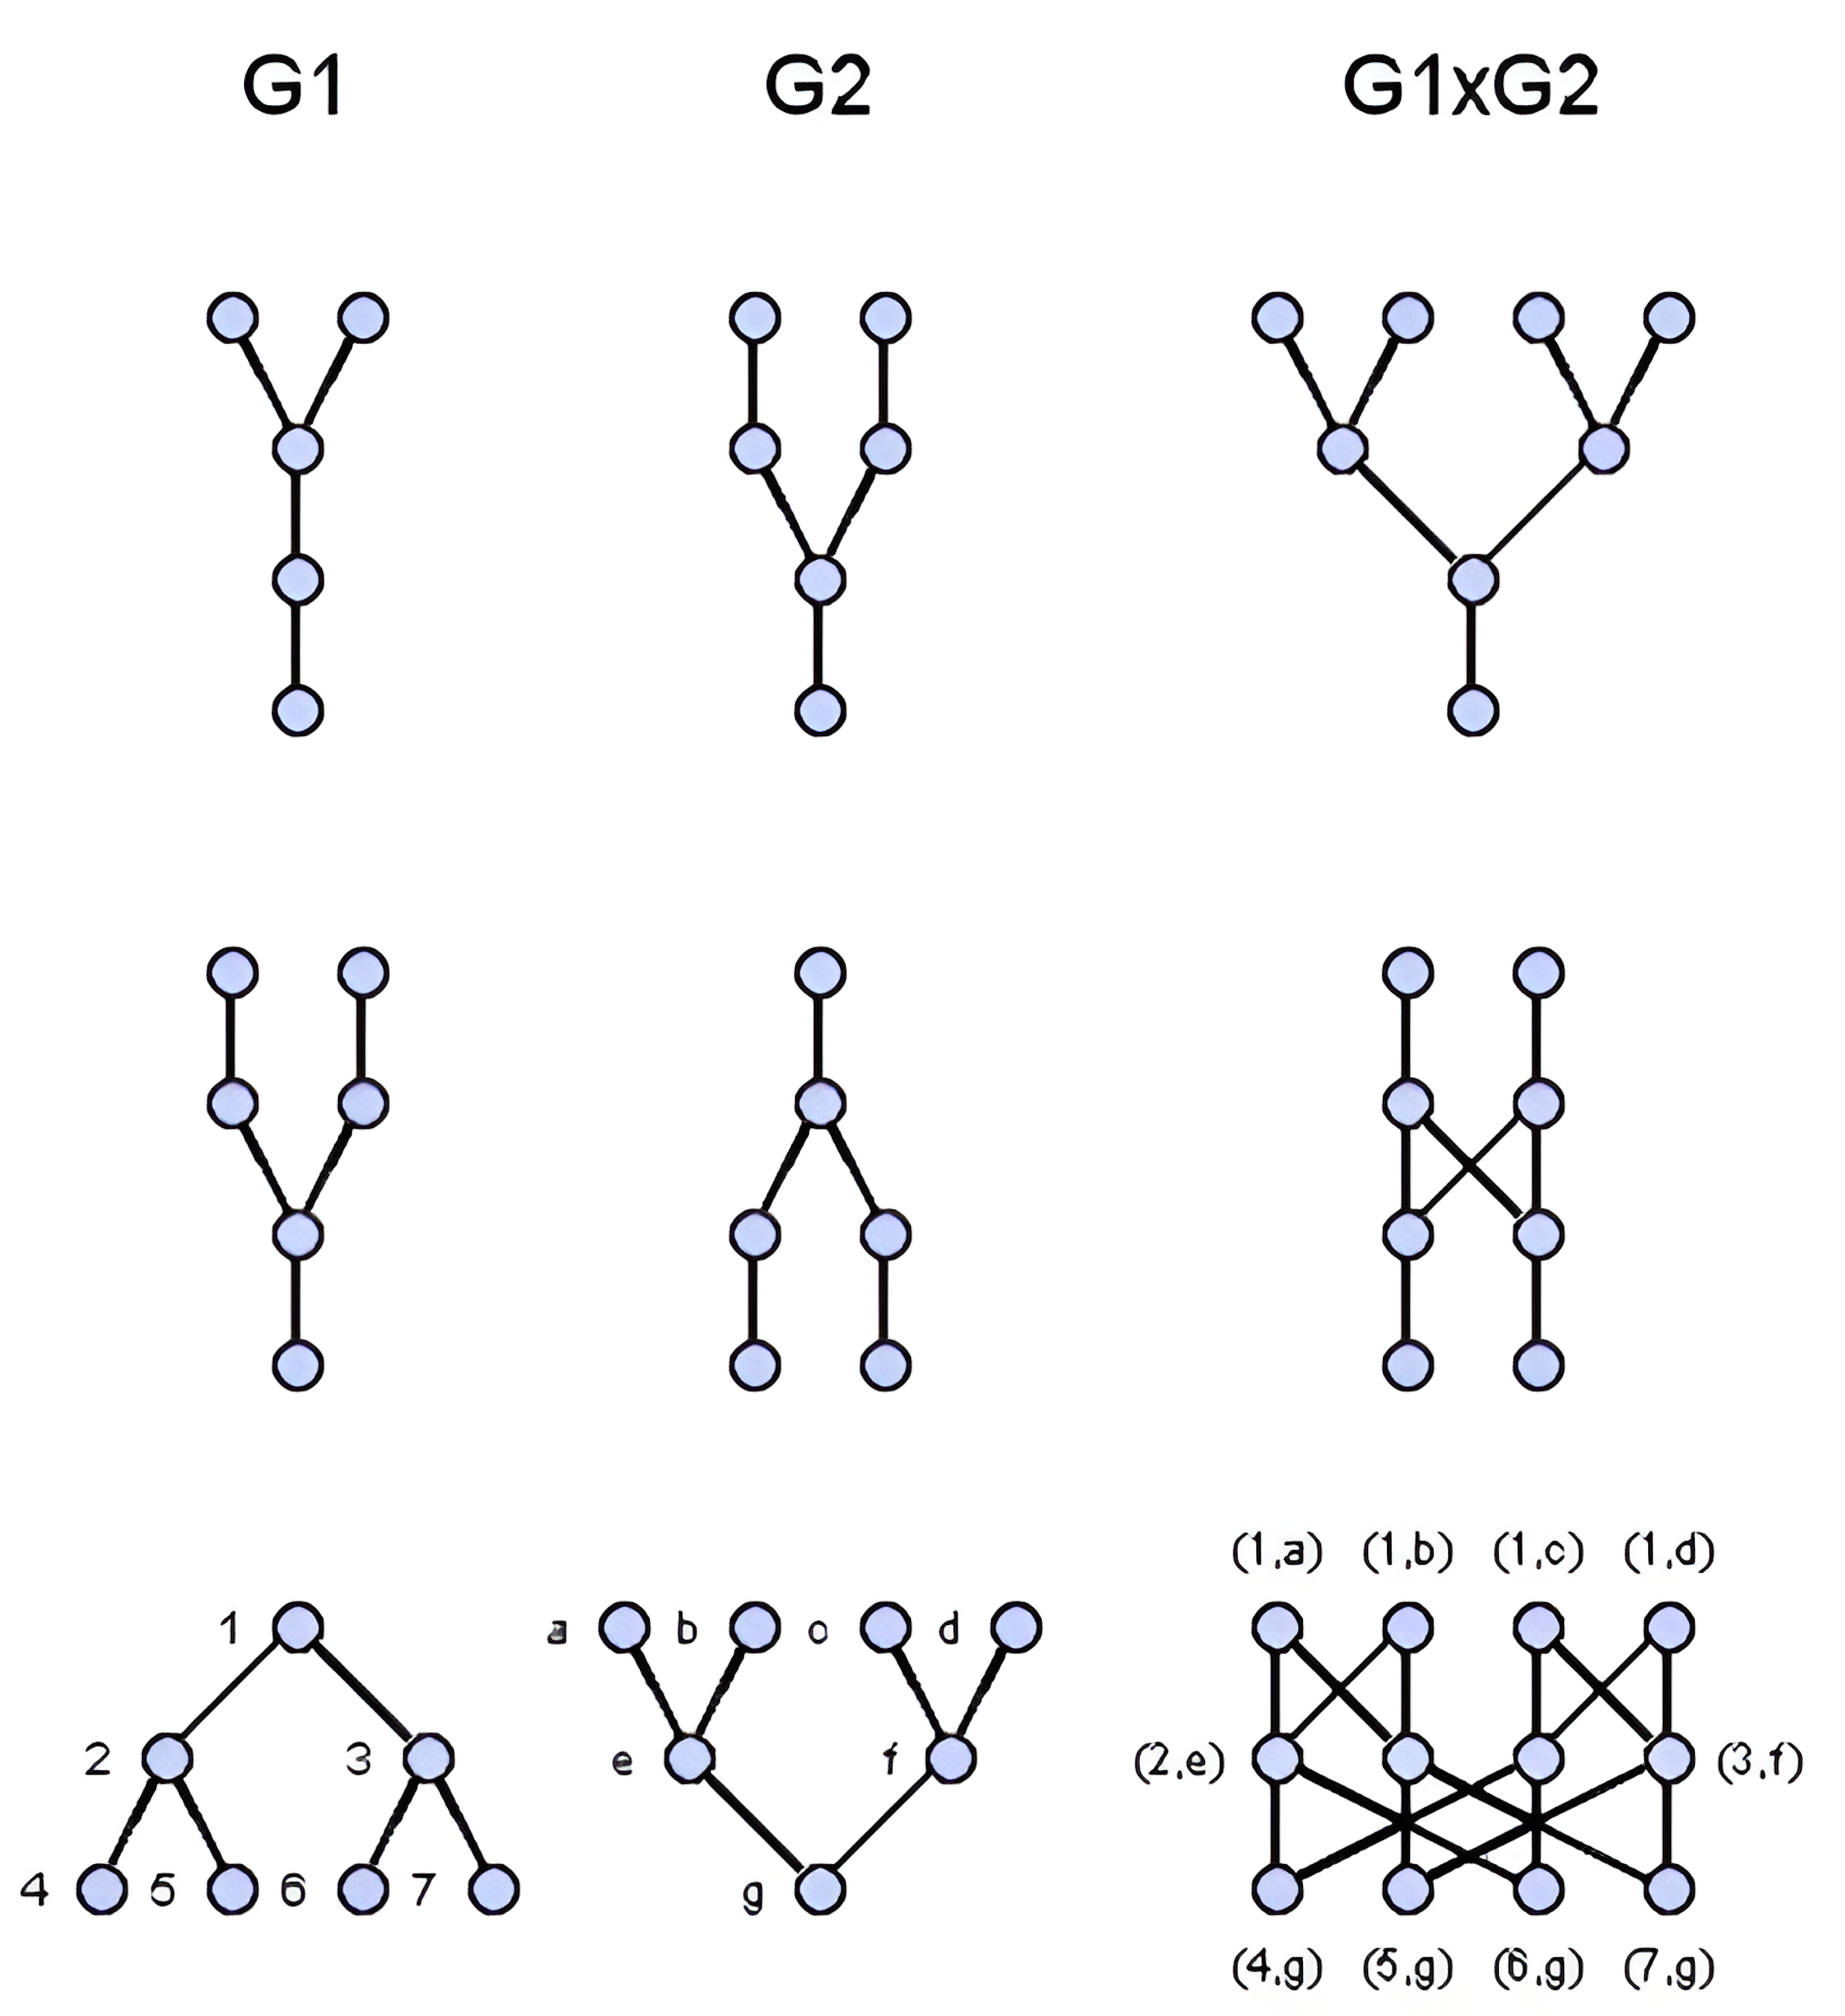 G1 G2 G1xG2
(1,a) (1,b) (1,c) (1,d)
1 a b o d
2 3 e f (2,e) (3,f)
4 5 6 7 g
(4,g) (5,g) (6,g) (7,g)